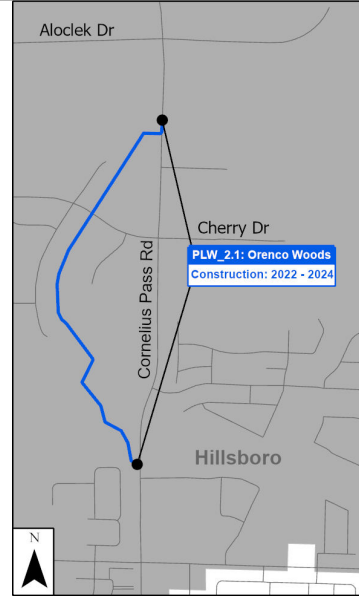 Aloclek Dr
Cherry Dr
PLW_2.1: Orenco Woods
Construction: 2022 - 2024
Cornelius Pass Rd
Hillsboro
N